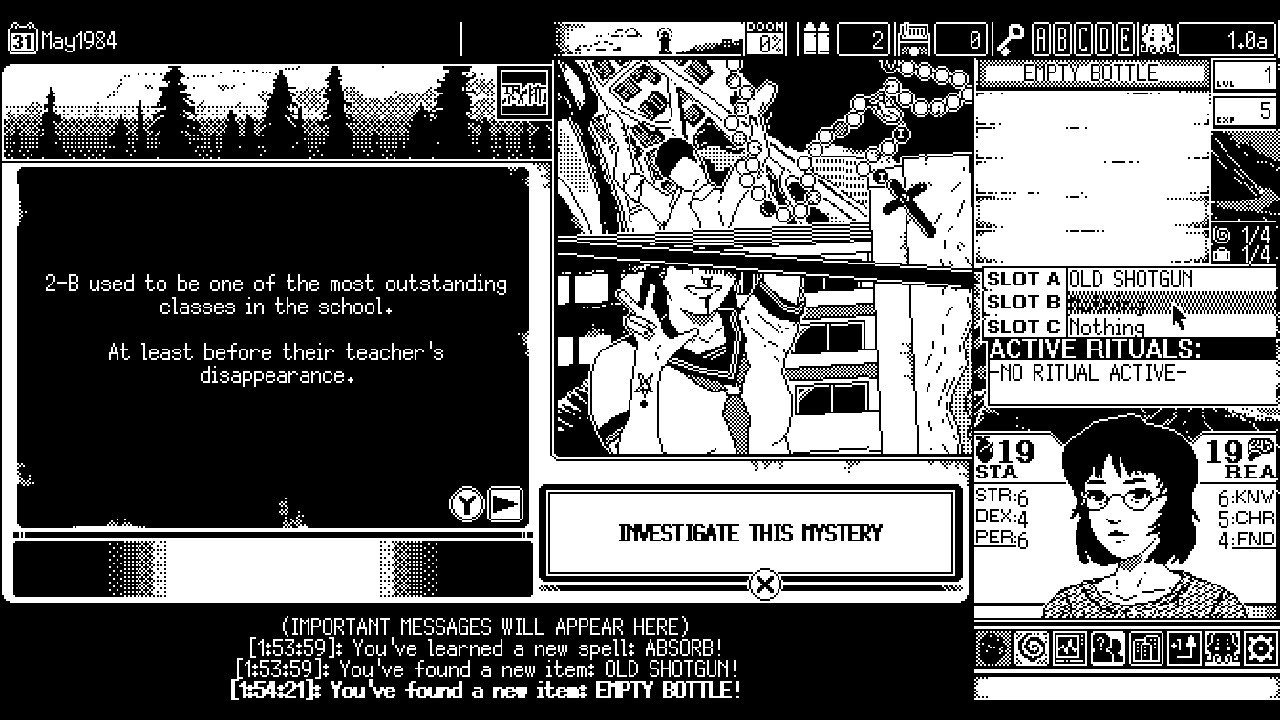 31 May1984
DOOM
0%
2
0
A B C D E
1.0a
恐怖
EMPTY BOTTLE
LVL 1
EXP 5
1/4
1/4
2-B used to be one of the most outstanding
classes in the school.
At least before their teacher's
disappearance.
Y
SLOT A OLD SHOTGUN
SLOT B Nothing
SLOT C Nothing
ACTIVE RITUALS:
-NO RITUAL ACTIVE-
19
STA
19
REA
STR:6
DEX:4
PER:6
6:KNW
5:CHR
4:FND
INVESTIGATE THIS MYSTERY
X
(IMPORTANT MESSAGES WILL APPEAR HERE)
[1:53:59]: You've learned a new spell: ABSORB!
[1:53:59]: You've found a new item: OLD SHOTGUN!
[1:54:21]: You've found a new item: EMPTY BOTTLE!